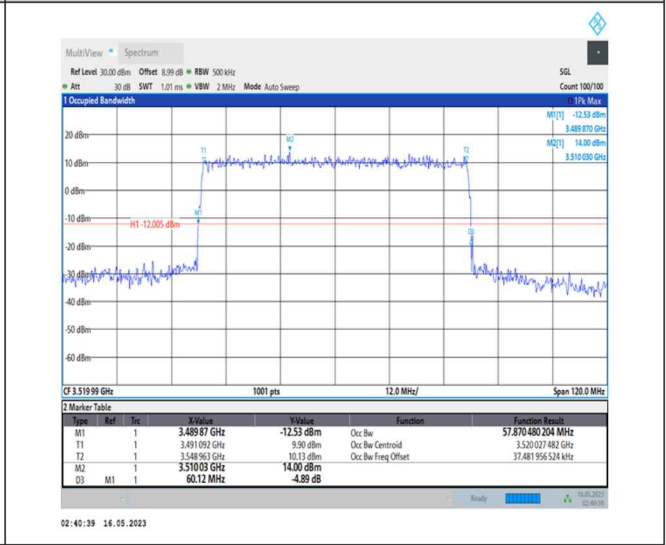 MultiView Spectrum
Ref Level 30.00 dBm Offset 8.99 dB RBW 500 kHz SGL
Att 30 dB SWT 1.01 ms VBW 2 MHz Mode Auto Sweep Count 100/100
1 Occupied Bandwidth 1Pk Max
M1[1] -12.53 dBm
3.489 870 GHz
M2[1] 14.00 dBm
3.510 030 GHz
20 dBm
M2
T1 T2
10 dBm
0 dBm
M1
-10 dBm
H1 -12.005 dBm
D3
-20 dBm
-30 dBm
-40 dBm
-50 dBm
-60 dBm
CF 3.519 99 GHz 1001 pts 12.0 MHz/ Span 120.0 MHz
2 Marker Table
Type Ref Trc X-Value Y-Value Function Function Result
M1 1 3.489 87 GHz -12.53 dBm Occ Bw 57.870 480 204 MHz
T1 1 3.491 092 GHz 9.90 dBm Occ Bw Centroid 3.520 027 482 GHz
T2 1 3.548 963 GHz 10.13 dBm Occ Bw Freq Offset 37.481 956 524 kHz
M2 1 3.510 03 GHz 14.00 dBm
D3 M1 1 60.12 MHz -4.89 dB
Ready 16.05.2023
02:40:39 16.05.2023